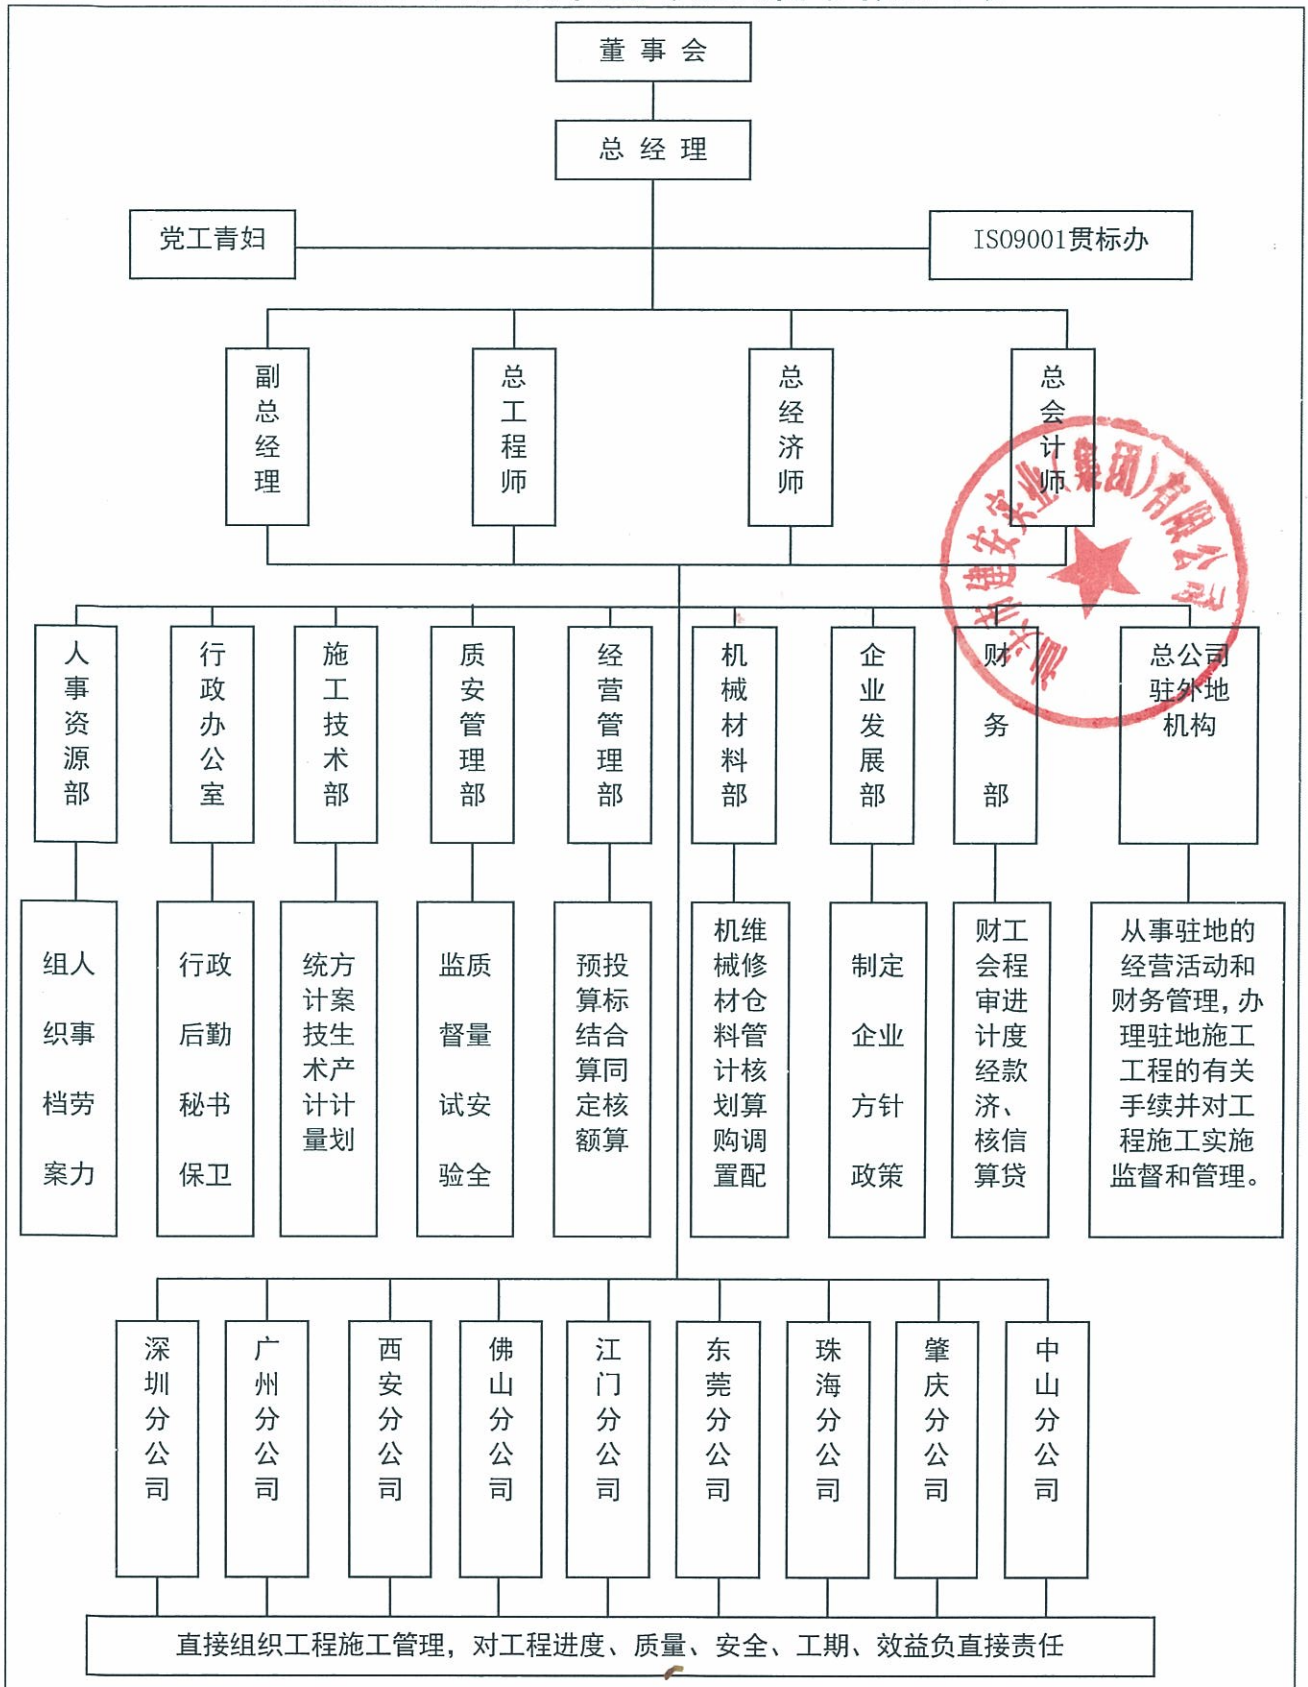 董事会
总经理
党工青妇
ISO9001贯标办
副总经理
总工程师
总经济师
总会计师
汕头市建安实业(集团)有限公司
人事资源部
行政办公室
施工技术部
质安管理部
经营管理部
机械材料部
企业发展部
财务部
总公司
驻外地
机构
组织档案
人事劳力
行政
后勤
秘书
保卫
统计技术计量
方案生产计划
监督试验
质量安全
预算结算定额
投标合同核算
机械材料计划购置
维修仓管核算调配
制定
企业
方针
政策
财会审计经济核算
工程进度款、信贷
从事驻地的
经营活动和
财务管理,办
理驻地施工
工程的有关
手续并对工
程施工实施
监督和管理。
深圳分公司
广州分公司
西安分公司
佛山分公司
江门分公司
东莞分公司
珠海分公司
肇庆分公司
中山分公司
直接组织工程施工管理，对工程进度、质量、安全、工期、效益负直接责任